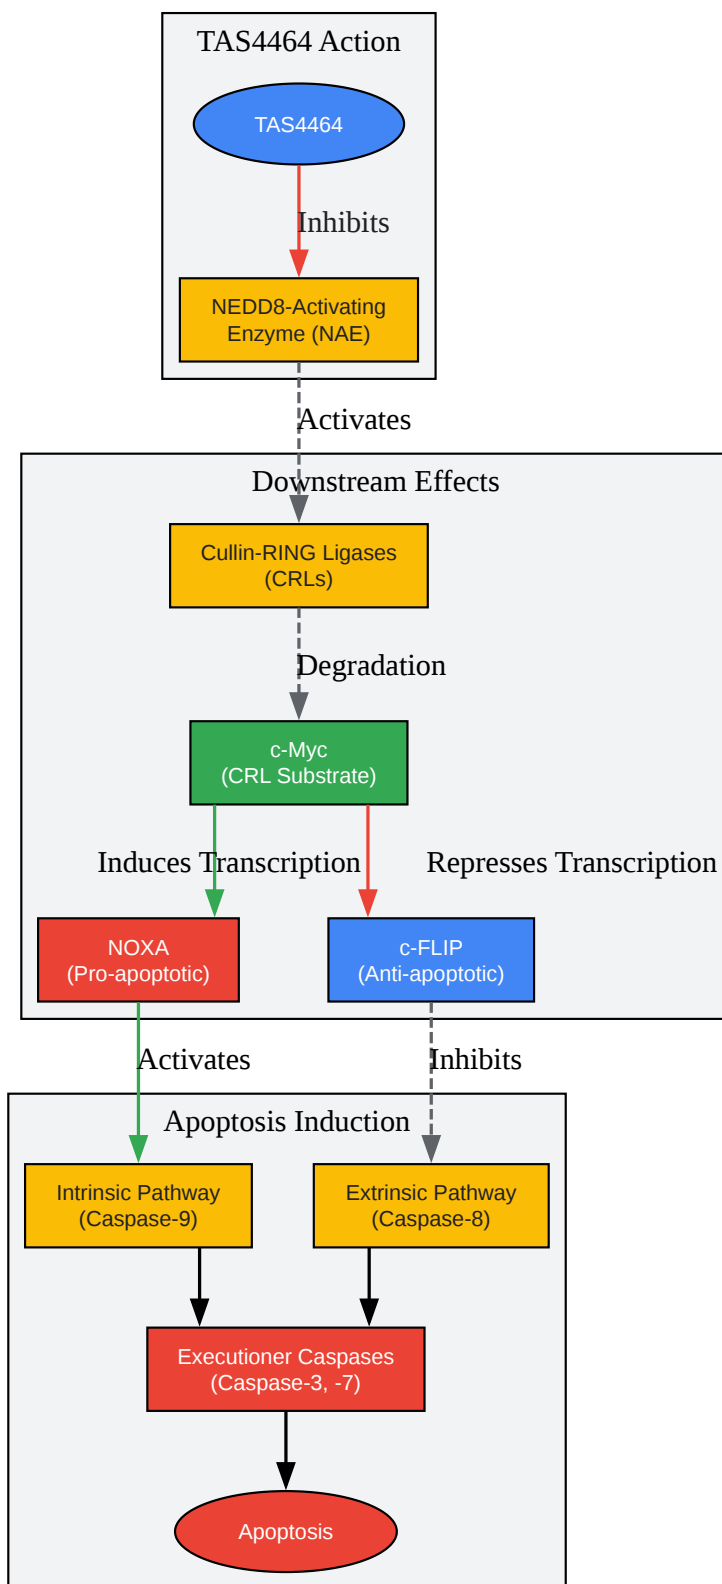 TAS4464 Action
TAS4464
Inhibits
NEDD8-Activating
Enzyme (NAE)
Activates
Downstream Effects
Cullin-RING Ligases
(CRLs)
Degradation
c-Myc
(CRL Substrate)
Induces Transcription
Represses Transcription
NOXA
(Pro-apoptotic)
c-FLIP
(Anti-apoptotic)
Activates
Inhibits
Apoptosis Induction
Intrinsic Pathway
(Caspase-9)
Extrinsic Pathway
(Caspase-8)
Executioner Caspases
(Caspase-3, -7)
Apoptosis